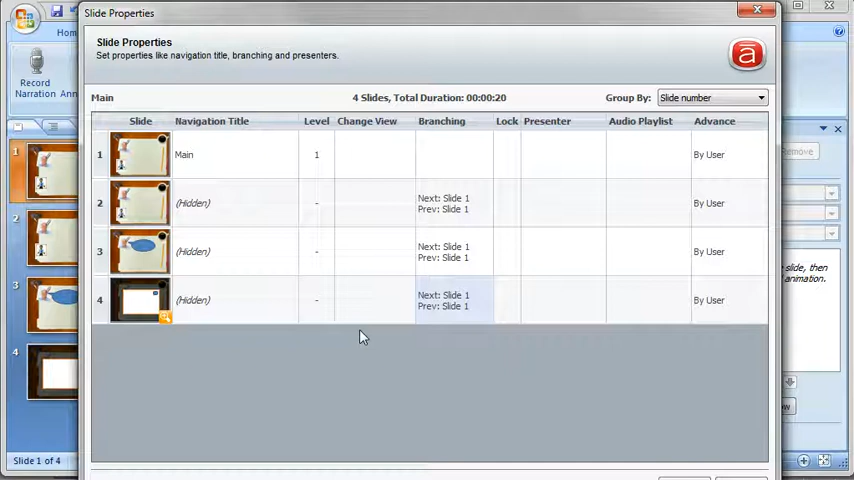 Slide Properties
Hom
Record
Narration
Ann
Slide Properties
Set properties like navigation title, branching and presenters.
Main
4 Slides, Total Duration: 00:00:20
Group By:
Slide number
Slide
Navigation Title
Level
Change View
Branching
Lock
Presenter
Audio Playlist
Advance
1
Main
1
By User
2
(Hidden)
-
Next: Slide 1
Prev: Slide 1
By User
3
(Hidden)
-
Next: Slide 1
Prev: Slide 1
By User
4
(Hidden)
-
Next: Slide 1
Prev: Slide 1
By User
1
2
3
4
move
e slide, then
d animation.
ow
Slide 1 of 4